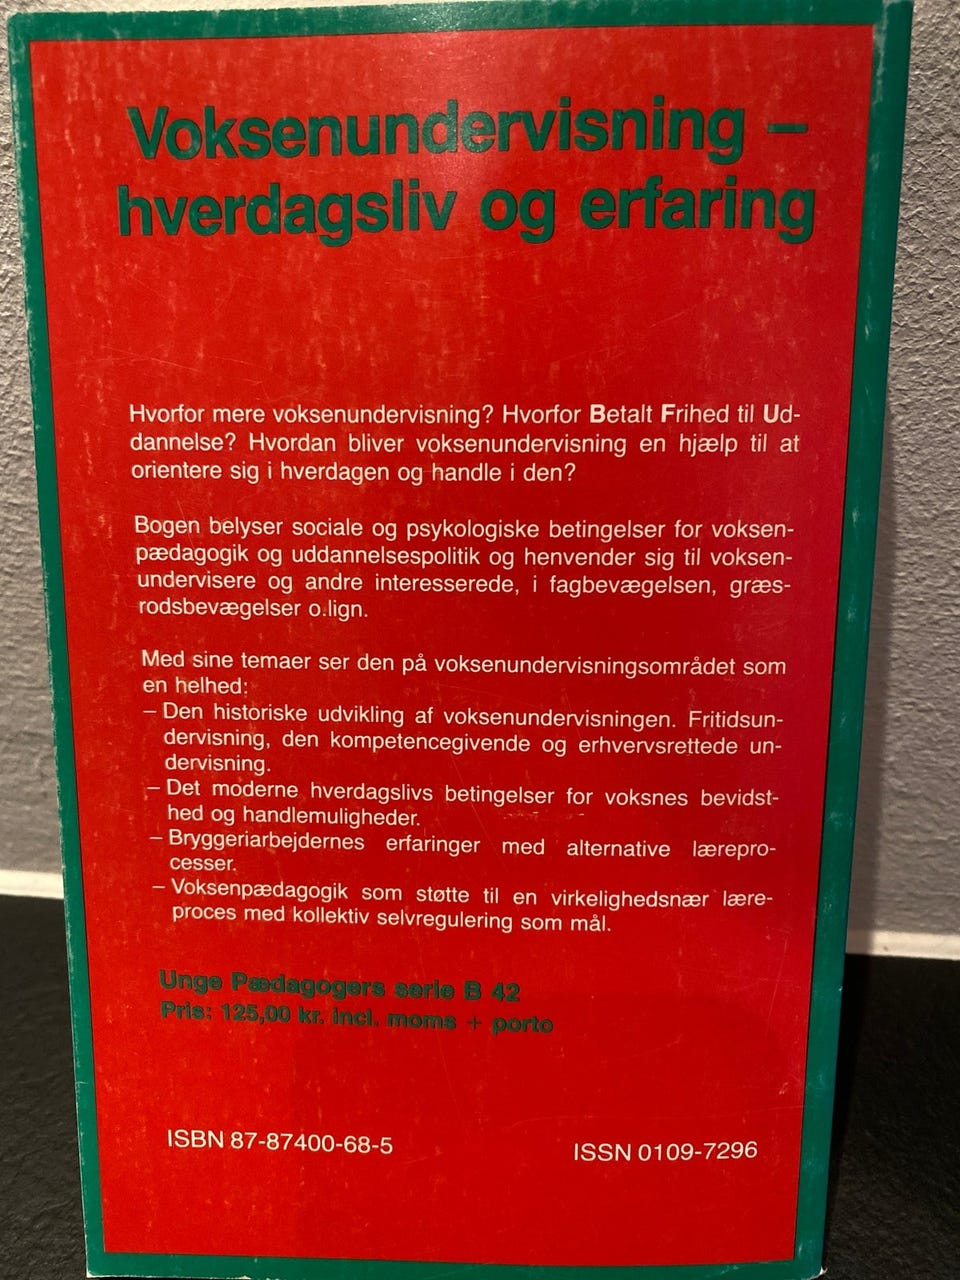 Voksenundervisning –
hverdagsliv og erfaring
Hvorfor mere voksenundervisning? Hvorfor Betalt Frihed til Ud-
dannelse? Hvordan bliver voksenundervisning en hjælp til at
orientere sig i hverdagen og handle i den?
Bogen belyser sociale og psykologiske betingelser for voksen-
pædagogik og uddannelsespolitik og henvender sig til voksen-
undervisere og andre interesserede, i fagbevægelsen, græs-
rodsbevægelser o.lign.
Med sine temaer ser den på voksenundervisningsområdet som
en helhed:
– Den historiske udvikling af voksenundervisningen. Fritidsun-
dervisning, den kompetencegivende og erhvervsrettede un-
dervisning.
– Det moderne hverdagslivs betingelser for voksnes bevidst-
hed og handlemuligheder.
– Bryggeriarbejdernes erfaringer med alternative lærepro-
cesser.
– Voksenpædagogik som støtte til en virkelighedsnær lære-
proces med kollektiv selvregulering som mål.
Unge Pædagogers serie B 42
Pris: 125,00 kr. incl. moms + porto
ISBN 87-87400-68-5
ISSN 0109-7296